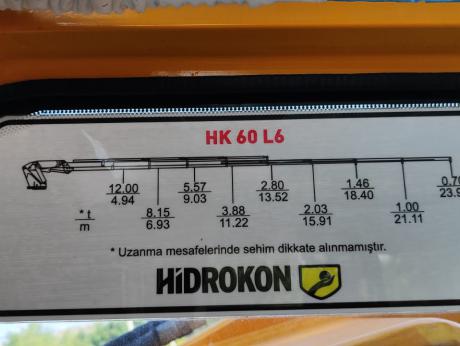 HK 60 L6
12.00 5.57 2.80 1.46
4.94 9.03 13.52 18.40
* t 8.15 3.88 2.03 1.00
m 6.93 11.22 15.91 21.11
* Uzanma mesafelerinde sehim dikkate alınmamıştır.
HİDROKON